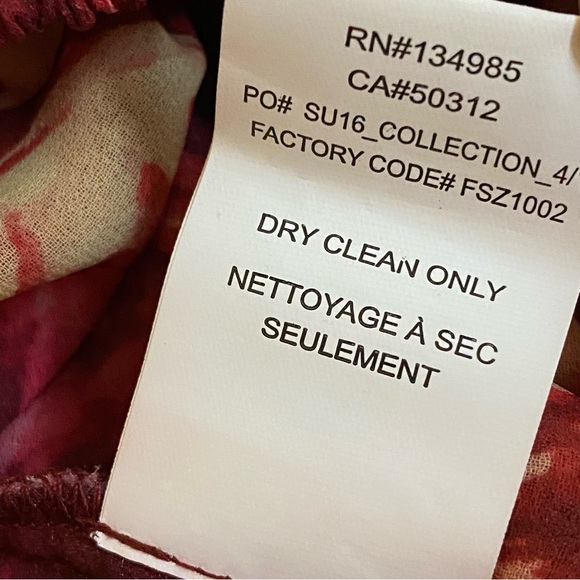 RN#134985
CA#50312
PO# SU16_COLLECTION_4/
FACTORY CODE# FSZ1002
DRY CLEAN ONLY
NETTOYAGE À SEC
SEULEMENT